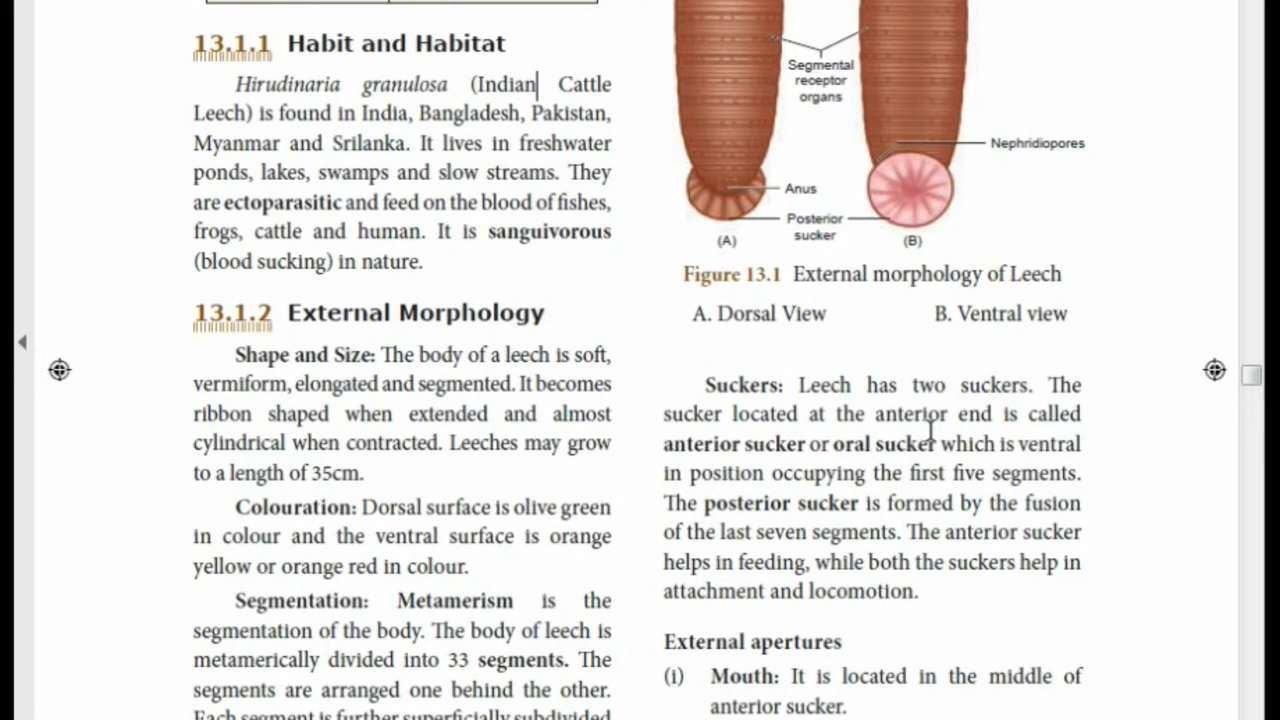 13.1.1 Habit and Habitat
Hirudinaria granulosa (Indian Cattle
Leech) is found in India, Bangladesh, Pakistan,
Myanmar and Srilanka. It lives in freshwater
ponds, lakes, swamps and slow streams. They
are ectoparasitic and feed on the blood of fishes,
frogs, cattle and human. It is sanguivorous
(blood sucking) in nature.
13.1.2 External Morphology
Shape and Size: The body of a leech is soft,
vermiform, elongated and segmented. It becomes
ribbon shaped when extended and almost
cylindrical when contracted. Leeches may grow
to a length of 35cm.
Colouration: Dorsal surface is olive green
in colour and the ventral surface is orange
yellow or orange red in colour.
Segmentation: Metamerism is the
segmentation of the body. The body of leech is
metamerically divided into 33 segments. The
segments are arranged one behind the other.
Each segment is further superficially subdivided
Segmental
receptor
organs
Nephridiopores
Anus
Posterior
sucker
(A)
(B)
Figure 13.1 External morphology of Leech
A. Dorsal View B. Ventral view
Suckers: Leech has two suckers. The
sucker located at the anterior end is called
anterior sucker or oral sucker which is ventral
in position occupying the first five segments.
The posterior sucker is formed by the fusion
of the last seven segments. The anterior sucker
helps in feeding, while both the suckers help in
attachment and locomotion.
External apertures
(i) Mouth: It is located in the middle of
anterior sucker.